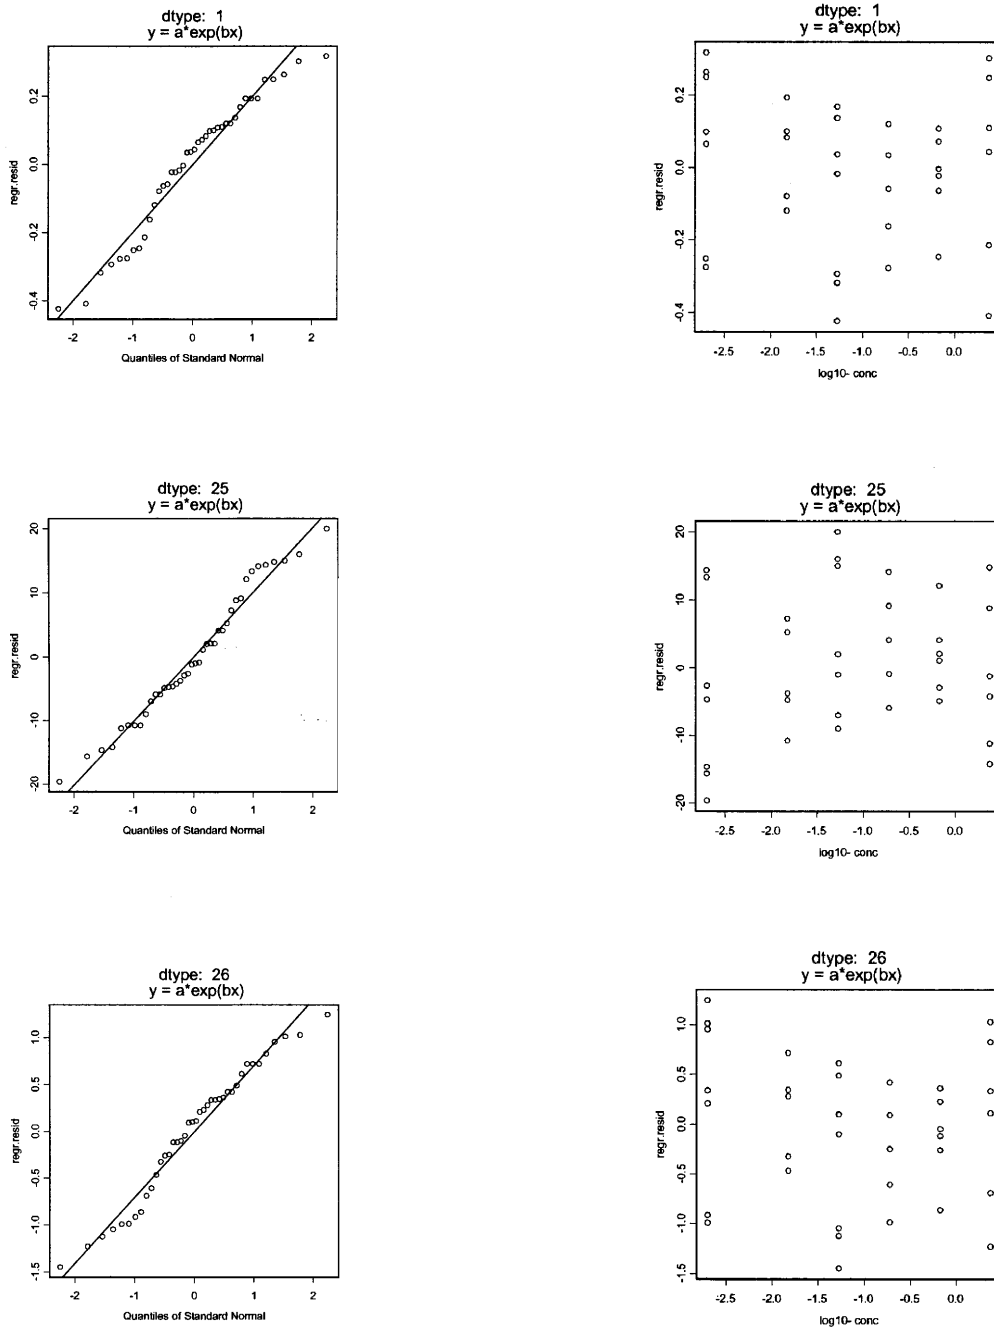 dtype: 1
y = a*exp(bx)
regr.resid
0.2
0.0
-0.2
-0.4
-2 -1 0 1 2
Quantiles of Standard Normal
dtype: 1
y = a*exp(bx)
regr.resid
0.2
0.0
-0.2
-0.4
-2.5 -2.0 -1.5 -1.0 -0.5 0.0
log10- conc
dtype: 25
y = a*exp(bx)
regr.resid
20
10
0
-10
-20
-2 -1 0 1 2
Quantiles of Standard Normal
dtype: 25
y = a*exp(bx)
regr.resid
20
10
0
-10
-20
-2.5 -2.0 -1.5 -1.0 -0.5 0.0
log10- conc
dtype: 26
y = a*exp(bx)
regr.resid
1.0
0.5
0.0
-0.5
-1.0
-1.5
-2 -1 0 1 2
Quantiles of Standard Normal
dtype: 26
y = a*exp(bx)
regr.resid
1.0
0.5
0.0
-0.5
-1.0
-1.5
-2.5 -2.0 -1.5 -1.0 -0.5 0.0
log10- conc